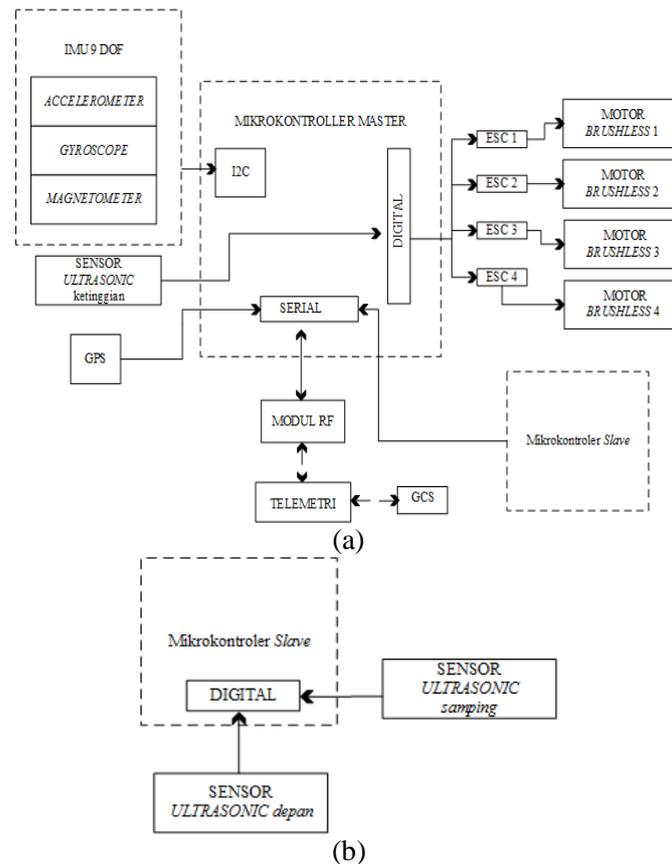 IMU 9 DOF
ACCELEROMETER
GYROSCOPE
MAGNETOMETER
MIKROKONTROLLER MASTER
I2C
DIGITAL
ESC 1
ESC 2
ESC 3
ESC 4
MOTOR
BRUSHLESS 1
MOTOR
BRUSHLESS 2
MOTOR
BRUSHLESS 3
MOTOR
BRUSHLESS 4
SENSOR
ULTRASONIC
ketinggian
SERIAL
GPS
MODUL RF
TELEMETRI
GCS
Mikrokontroler Slave
(a)
Mikrokontroler Slave
DIGITAL
SENSOR
ULTRASONIC
samping
SENSOR
ULTRASONIC depan
(b)